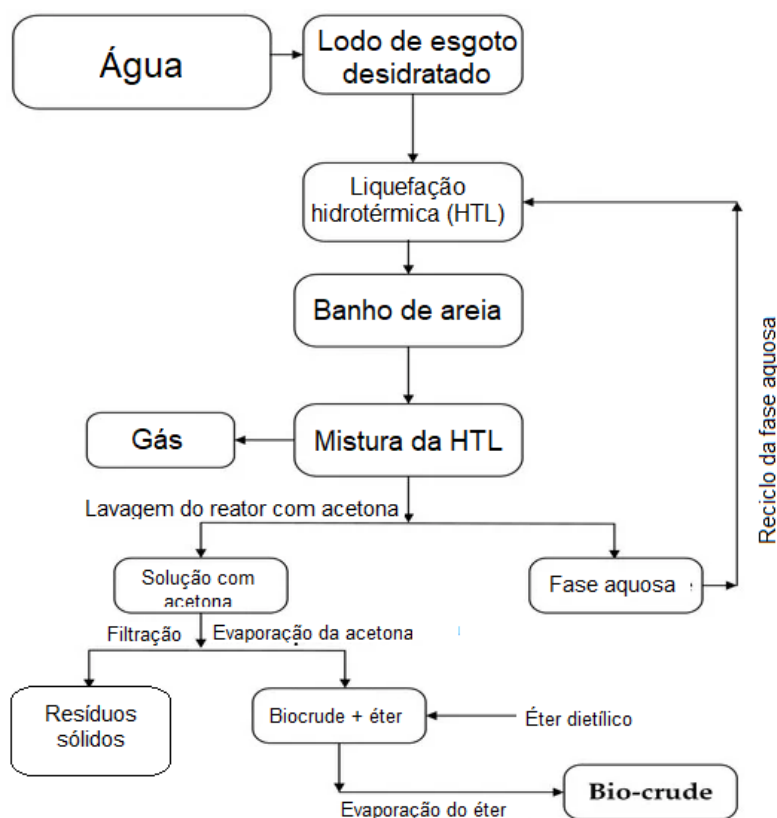 Água
Lodo de esgoto
desidratado
Liquefação
hidrotérmica (HTL)
Banho de areia
Gás
Mistura da HTL
Reciclo da fase aquosa
Lavagem do reator com acetona
Solução com
acetona
Fase aquosa
Filtração
Evaporação da acetona
Resíduos
sólidos
Biocrude + éter
Éter dietílico
Evaporação do éter
Bio-crude